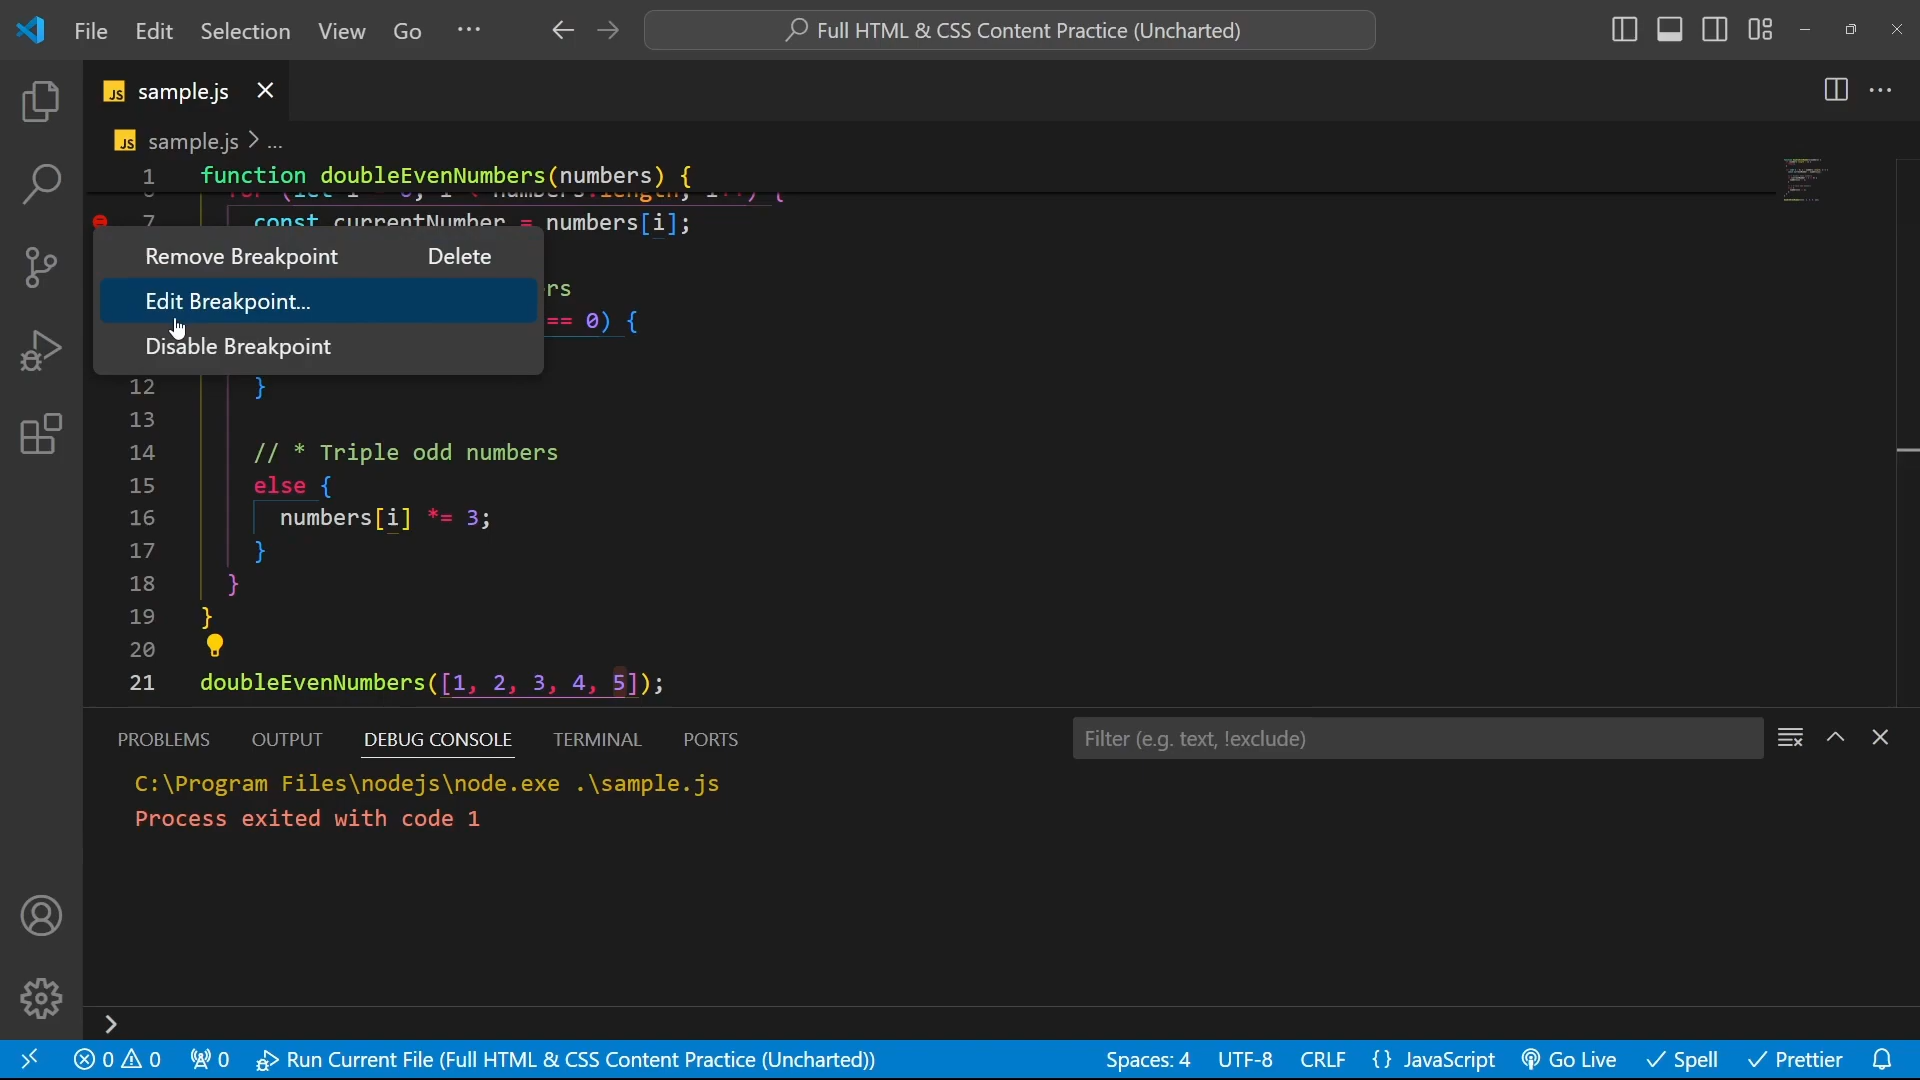 File Edit Selection View Go ··· Full HTML & CSS Content Practice (Uncharted)
JS sample.js
JS sample.js > ...
1 function doubleEvenNumbers(numbers) {
7 const currentNumber = numbers[i];
Remove Breakpoint Delete
Edit Breakpoint... rs
== 0) {
Disable Breakpoint
12 }
13
14 // * Triple odd numbers
15 else {
16 numbers[i] *= 3;
17 }
18 }
19 }
20
21 doubleEvenNumbers([1, 2, 3, 4, 5]);
PROBLEMS OUTPUT DEBUG CONSOLE TERMINAL PORTS Filter (e.g. text, !exclude)
C:\Program Files\nodejs\node.exe .\sample.js
Process exited with code 1
>
0 0 0 Run Current File (Full HTML & CSS Content Practice (Uncharted)) Spaces: 4 UTF-8 CRLF {} JavaScript Go Live Spell Prettier